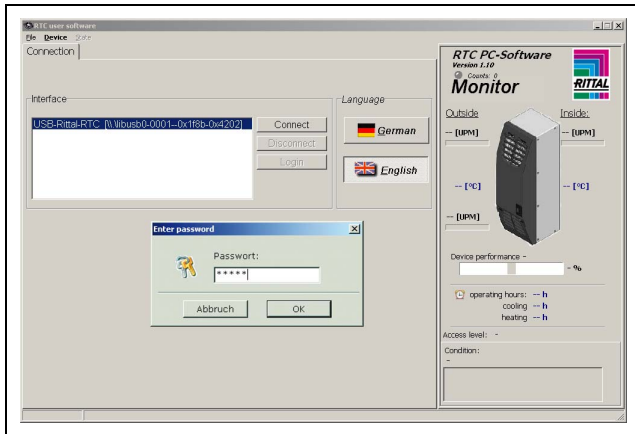 RTC user software
File Device State
Connection
Interface
USB-Rittal-RTC [\\.\libusb0-0001--0x1f8b-0x4202]
Connect
Disconnect
Login
Language
German
English
Enter password
Passwort:
*****
Abbruch OK
RTC PC-Software
Version 1.10
Counts: 0
Monitor
RITTAL
Outside Inside:
-- [UPM] -- [UPM]
-- [°C] -- [°C]
-- [UPM]
Device performance -
- %
operating hours: -- h
cooling -- h
heating -- h
Access level: -
Condition:
-